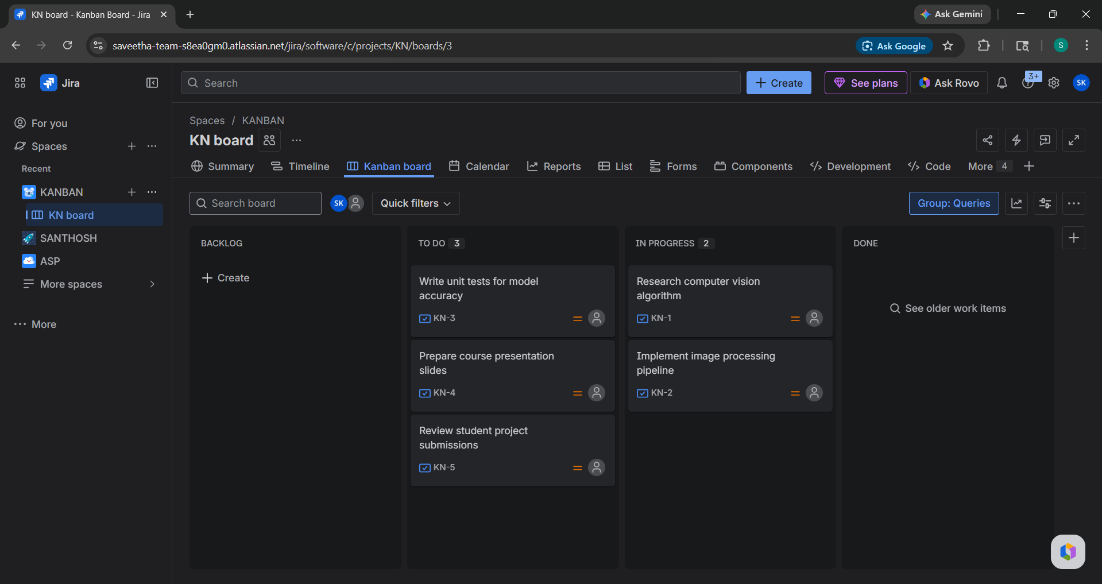 KN board - Kanban Board - Jira
Ask Gemini
saveetha-team-s8ea0gm0.atlassian.net/jira/software/c/projects/KN/boards/3
Ask Google
S
Jira
Search
Create
See plans
Ask Rovo
3+
SK
For you
Spaces
Recent
KANBAN
KN board
SANTHOSH
ASP
More spaces
More
Spaces / KANBAN
KN board
Summary
Timeline
Kanban board
Calendar
Reports
List
Forms
Components
Development
Code
More 4
Search board
SK
Quick filters
Group: Queries
BACKLOG
Create
TO DO 3
Write unit tests for model
accuracy
KN-3
Prepare course presentation
slides
KN-4
Review student project
submissions
KN-5
IN PROGRESS 2
Research computer vision
algorithm
KN-1
Implement image processing
pipeline
KN-2
DONE
See older work items